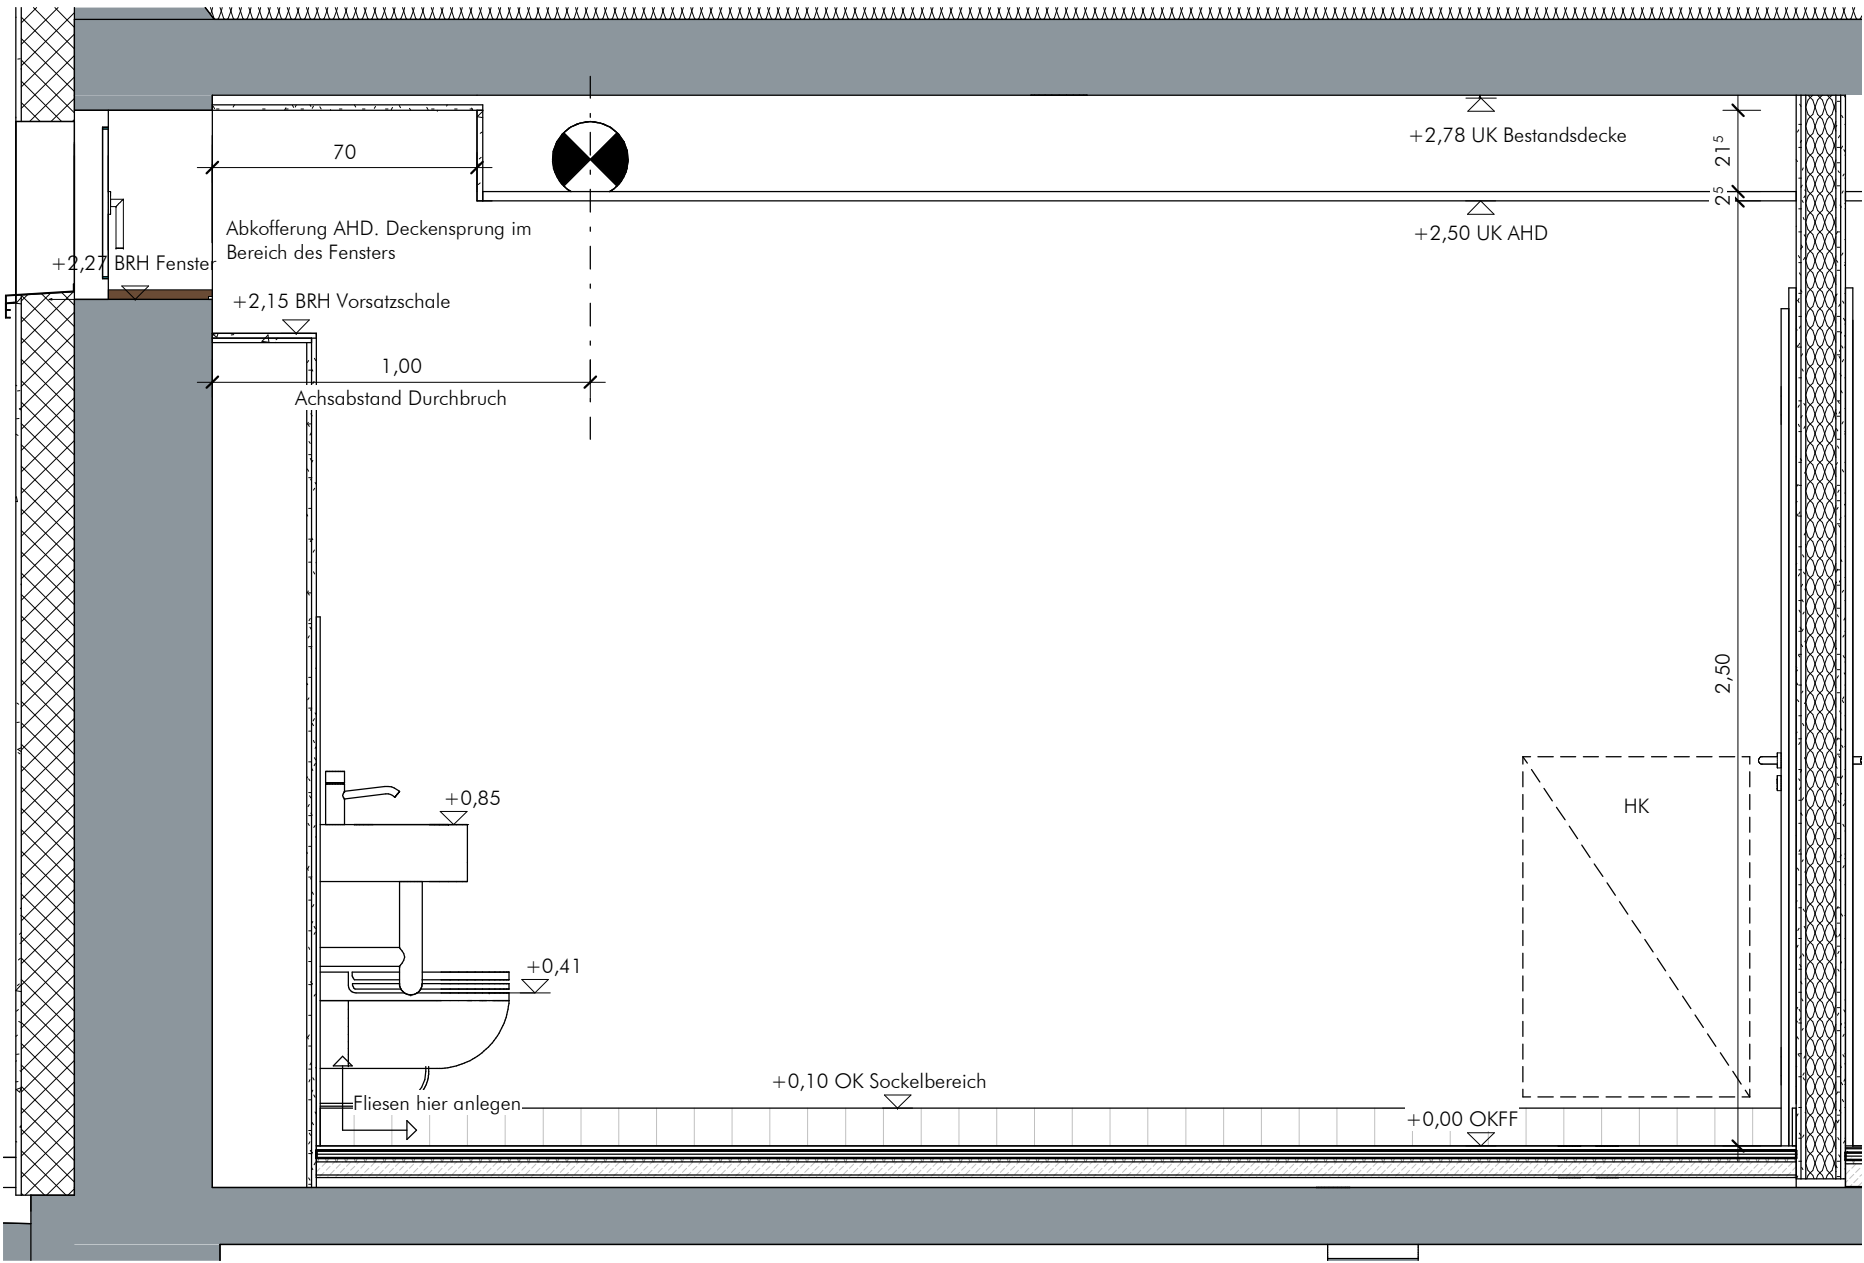 +2,78 UK Bestandsdecke
21⁵
70
2⁵
Abkofferung AHD. Deckensprung im
Bereich des Fensters
+2,50 UK AHD
+2,27 BRH Fenster
+2,15 BRH Vorsatzschale
1,00
Achsabstand Durchbruch
2,50
+0,85
HK
+0,41
+0,10 OK Sockelbereich
Fliesen hier anlegen
+0,00 OKFF